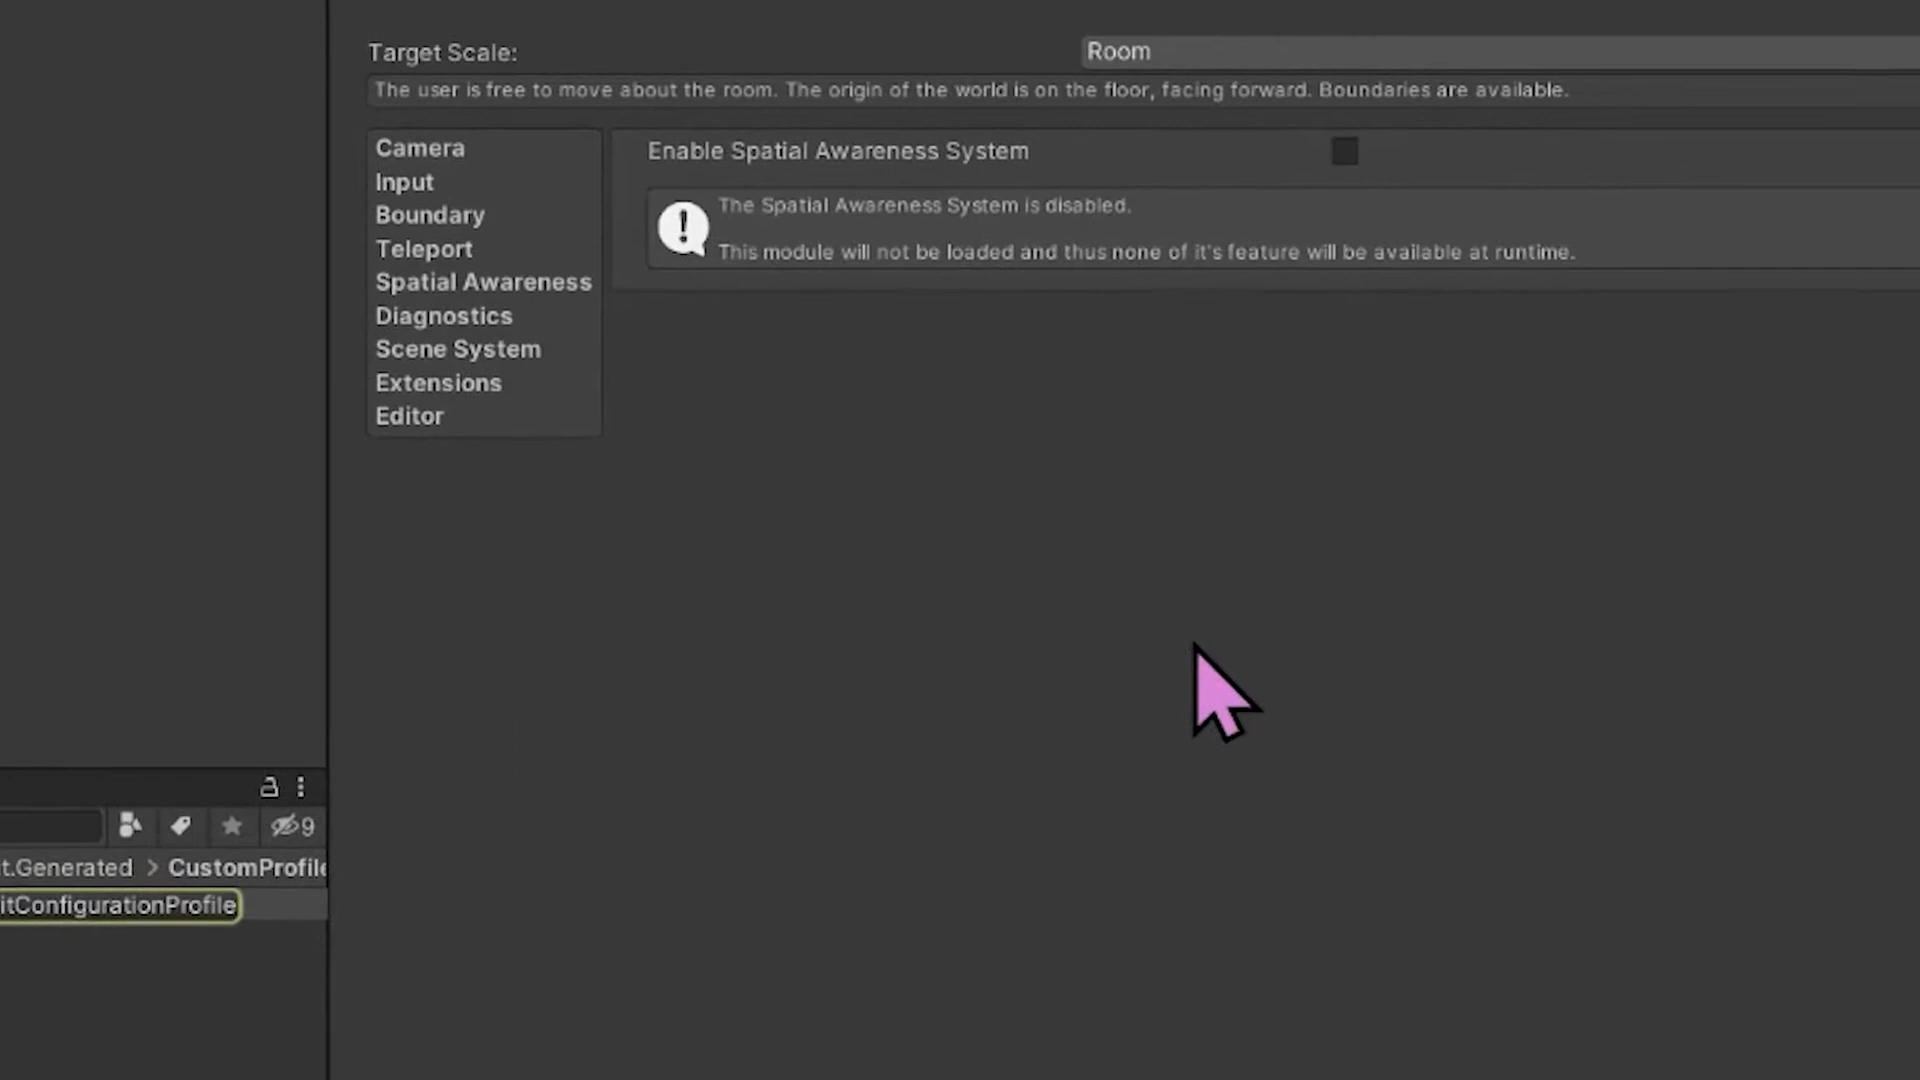 Target Scale:
Room
The user is free to move about the room. The origin of the world is on the floor, facing forward. Boundaries are available.
Camera
Input
Boundary
Teleport
Spatial Awareness
Diagnostics
Scene System
Extensions
Editor
Enable Spatial Awareness System
The Spatial Awareness System is disabled.
This module will not be loaded and thus none of it's feature will be available at runtime.
9
t.Generated > CustomProfile
itConfigurationProfile